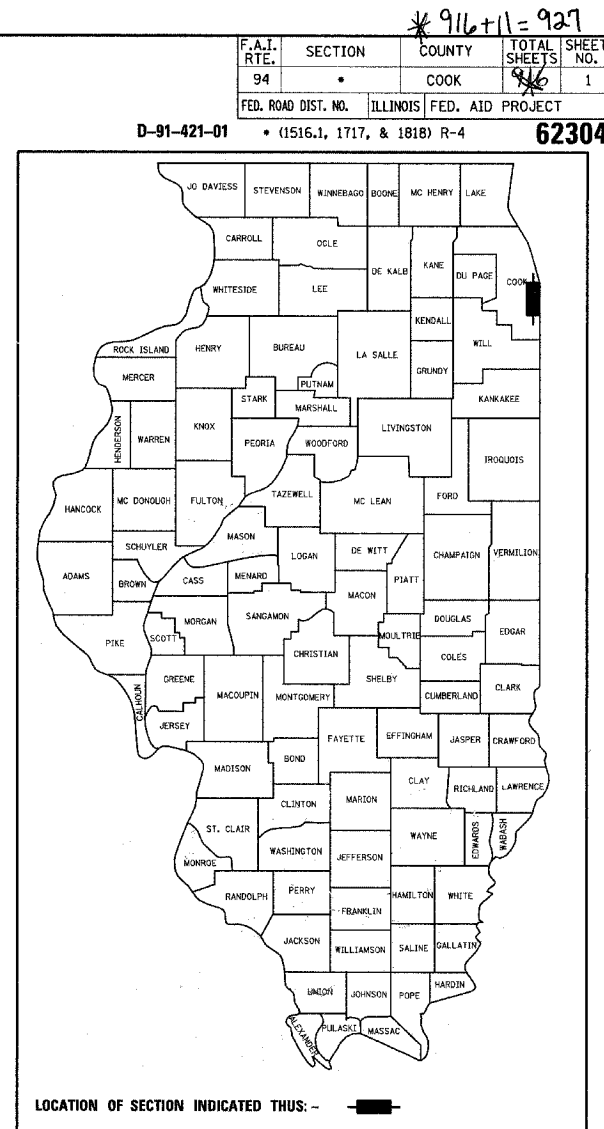 * 916+11 = 927
F.A.I. RTE. SECTION COUNTY TOTAL SHEETS SHEET NO.
94 * COOK 916 1
FED. ROAD DIST. NO. ILLINOIS FED. AID PROJECT
D-91-421-01 * (1516.1, 1717, & 1818) R-4 62304
JO DAVIESS STEVENSON WINNEBAGO BOONE MC HENRY LAKE
CARROLL OGLE
DE KALB KANE DU PAGE COOK
WHITESIDE LEE
KENDALL
ROCK ISLAND HENRY BUREAU LA SALLE WILL
MERCER PUTNAM GRUNDY
STARK MARSHALL KANKAKEE
HENDERSON WARREN KNOX PEORIA WOODFORD LIVINGSTON
IROQUOIS
HANCOCK MC DONOUGH FULTON TAZEWELL MC LEAN FORD
MASON
SCHUYLER LOGAN DE WITT CHAMPAIGN VERMILION
ADAMS BROWN CASS MENARD PIATT
MACON
PIKE SCOTT MORGAN SANGAMON MOULTRIE DOUGLAS EDGAR
CHRISTIAN COLES
GREENE SHELBY
CALHOUN MACOUPIN MONTGOMERY CUMBERLAND CLARK
JERSEY
FAYETTE EFFINGHAM JASPER CRAWFORD
MADISON BOND
CLAY RICHLAND LAWRENCE
CLINTON MARION
ST. CLAIR WAYNE EDWARDS WABASH
MONROE WASHINGTON JEFFERSON
RANDOLPH PERRY HAMILTON WHITE
FRANKLIN
JACKSON WILLIAMSON SALINE GALLATIN
UNION JOHNSON POPE HARDIN
ALEXANDER PULASKI MASSAC
LOCATION OF SECTION INDICATED THUS: -